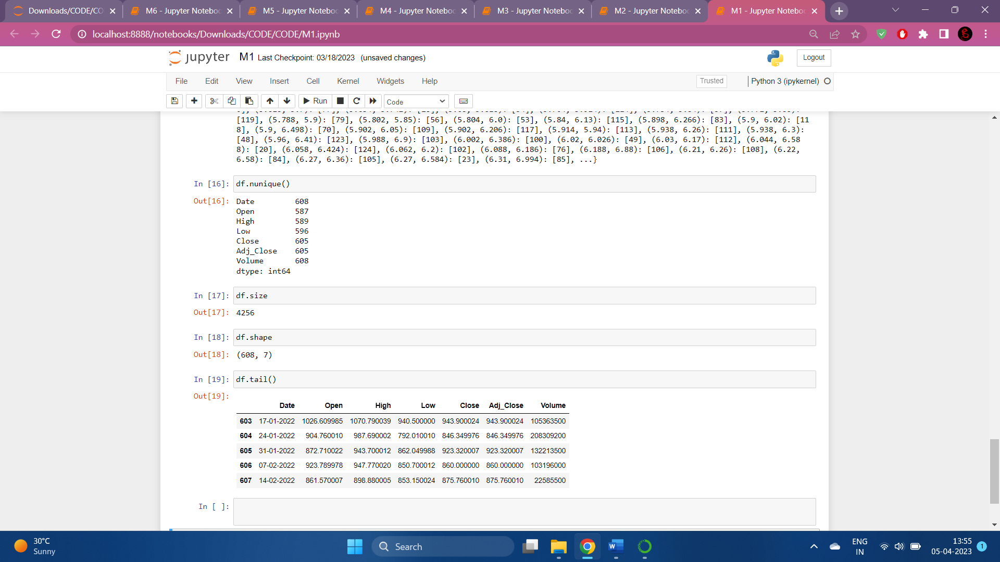 Downloads/CODE/CO
M6 - Jupyter Noteboo
M5 - Jupyter Noteboo
M4 - Jupyter Noteboo
M3 - Jupyter Noteboo
M2 - Jupyter Noteboo
M1 - Jupyter Noteboo
localhost:8888/notebooks/Downloads/CODE/CODE/M1.ipynb
jupyter M1 Last Checkpoint: 03/18/2023 (unsaved changes)
Logout
File Edit View Insert Cell Kernel Widgets Help
Trusted
Python 3 (ipykernel)
Run
Code
[119], (5.788, 5.9): [79], (5.802, 5.85): [56], (5.804, 6.0): [53], (5.84, 6.13): [115], (5.898, 6.266): [83], (5.9, 6.02): [11
8], (5.9, 6.498): [70], (5.902, 6.05): [109], (5.902, 6.206): [117], (5.914, 5.94): [113], (5.938, 6.26): [111], (5.938, 6.3):
[48], (5.96, 6.41): [123], (5.988, 6.9): [103], (6.002, 6.386): [100], (6.02, 6.026): [49], (6.03, 6.17): [112], (6.044, 6.58
8): [20], (6.058, 6.424): [124], (6.062, 6.2): [102], (6.088, 6.186): [76], (6.188, 6.88): [106], (6.21, 6.26): [108], (6.22,
6.58): [84], (6.27, 6.36): [105], (6.27, 6.584): [23], (6.31, 6.994): [85], ...}
In [16]: df.nunique()
Out[16]: Date 608
Open 587
High 589
Low 596
Close 605
Adj_Close 605
Volume 608
dtype: int64
In [17]: df.size
Out[17]: 4256
In [18]: df.shape
Out[18]: (608, 7)
In [19]: df.tail()
Out[19]:
Date Open High Low Close Adj_Close Volume
603 17-01-2022 1026.609985 1070.790039 940.500000 943.900024 943.900024 105363500
604 24-01-2022 904.760010 987.690002 792.010010 846.349976 846.349976 208309200
605 31-01-2022 872.710022 943.700012 862.049988 923.320007 923.320007 132213500
606 07-02-2022 923.789978 947.770020 850.700012 860.000000 860.000000 103196000
607 14-02-2022 861.570007 898.880005 853.150024 875.760010 875.760010 22585500
In [ ]:
30°C
Sunny
Search
ENG
IN
13:55
05-04-2023
1